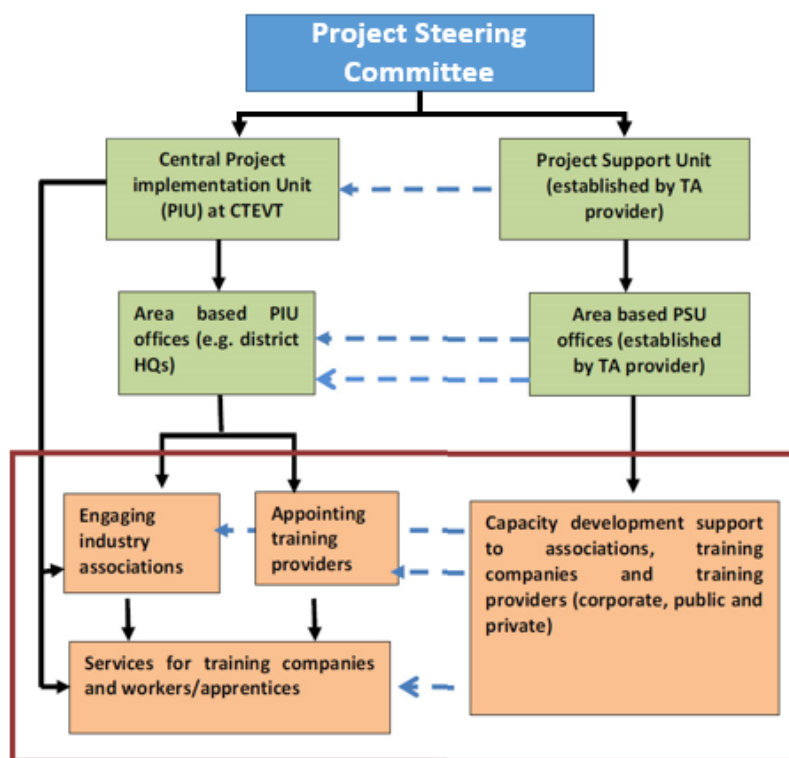 Project Steering
Committee
Central Project
implementation Unit
(PIU) at CTEVT
Project Support Unit
(established by TA
provider)
Area based PIU
offices (e.g. district
HQs)
Area based PSU
offices (established
by TA provider)
Engaging
industry
associations
Appointing
training
providers
Capacity development support
to associations, training
companies and training
providers (corporate, public and
private)
Services for training companies
and workers/apprentices